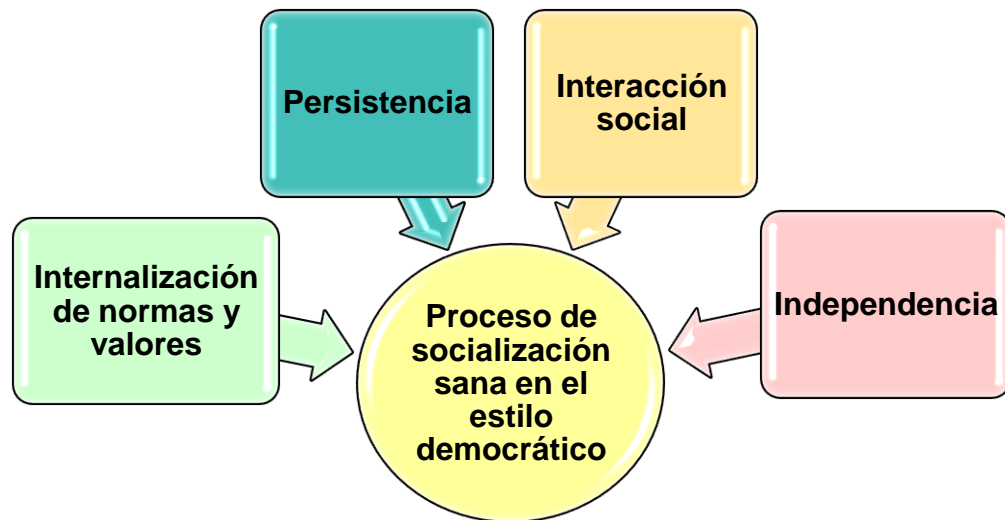 Persistencia
Interacción
social
Internalización
de normas y
valores
Independencia
Proceso de
socialización
sana en el
estilo
democrático